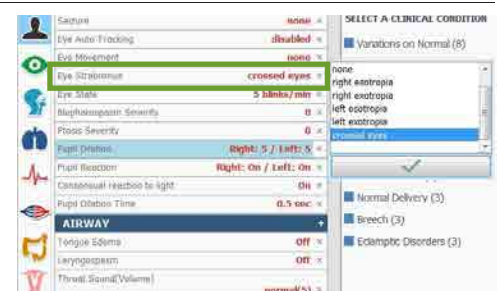 Seizure none
Eye Auto-Tracking disabled
Eye Movement none
Eye Strabismus crossed eyes
Eye State 5 blinks/min
Blepharospasm Severity 0
Ptosis Severity 0
Pupil Dilation Right: 5 / Left: 5
Pupil Reaction Right: On / Left: On
Consensual reaction to light On
Pupil Dilation Time 0.5 sec
AIRWAY +
Tongue Edema Off
Laryngospasm Off
Throat Sound(Volume) normal(5)
SELECT A CLINICAL CONDITION
Variations on Normal (8)
none
right esotropia
right exotropia
left esotropia
left exotropia
crossed eyes
Normal Delivery (3)
Breech (3)
Eclamptic Disorders (3)